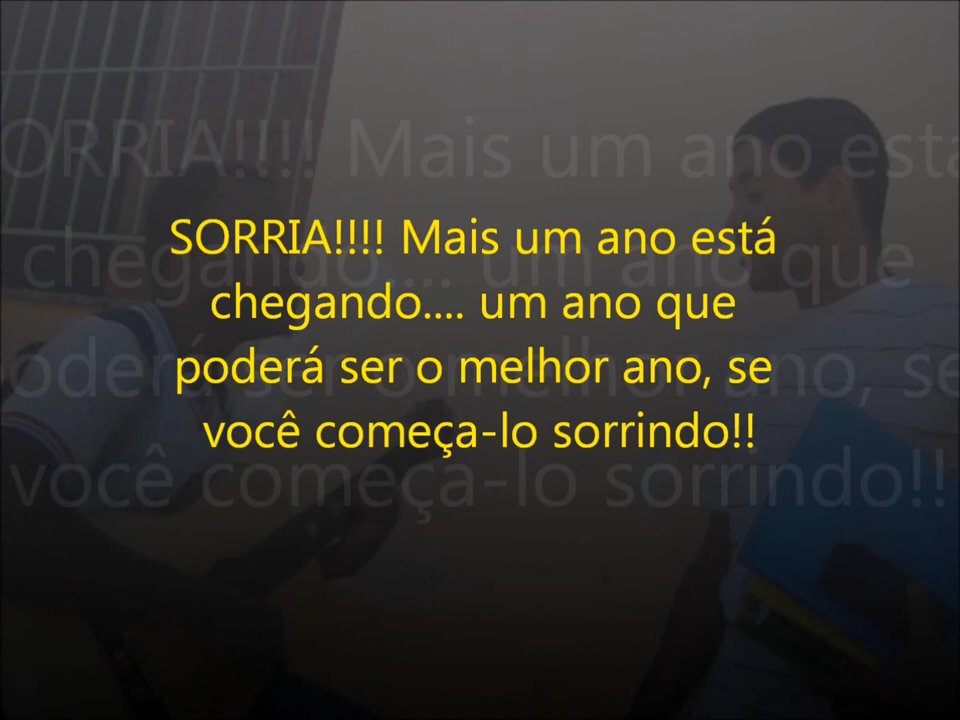 SORRIA!!!! Mais um ano está
chegando.... um ano que
poderá ser o melhor ano, se
você começa-lo sorrindo!!